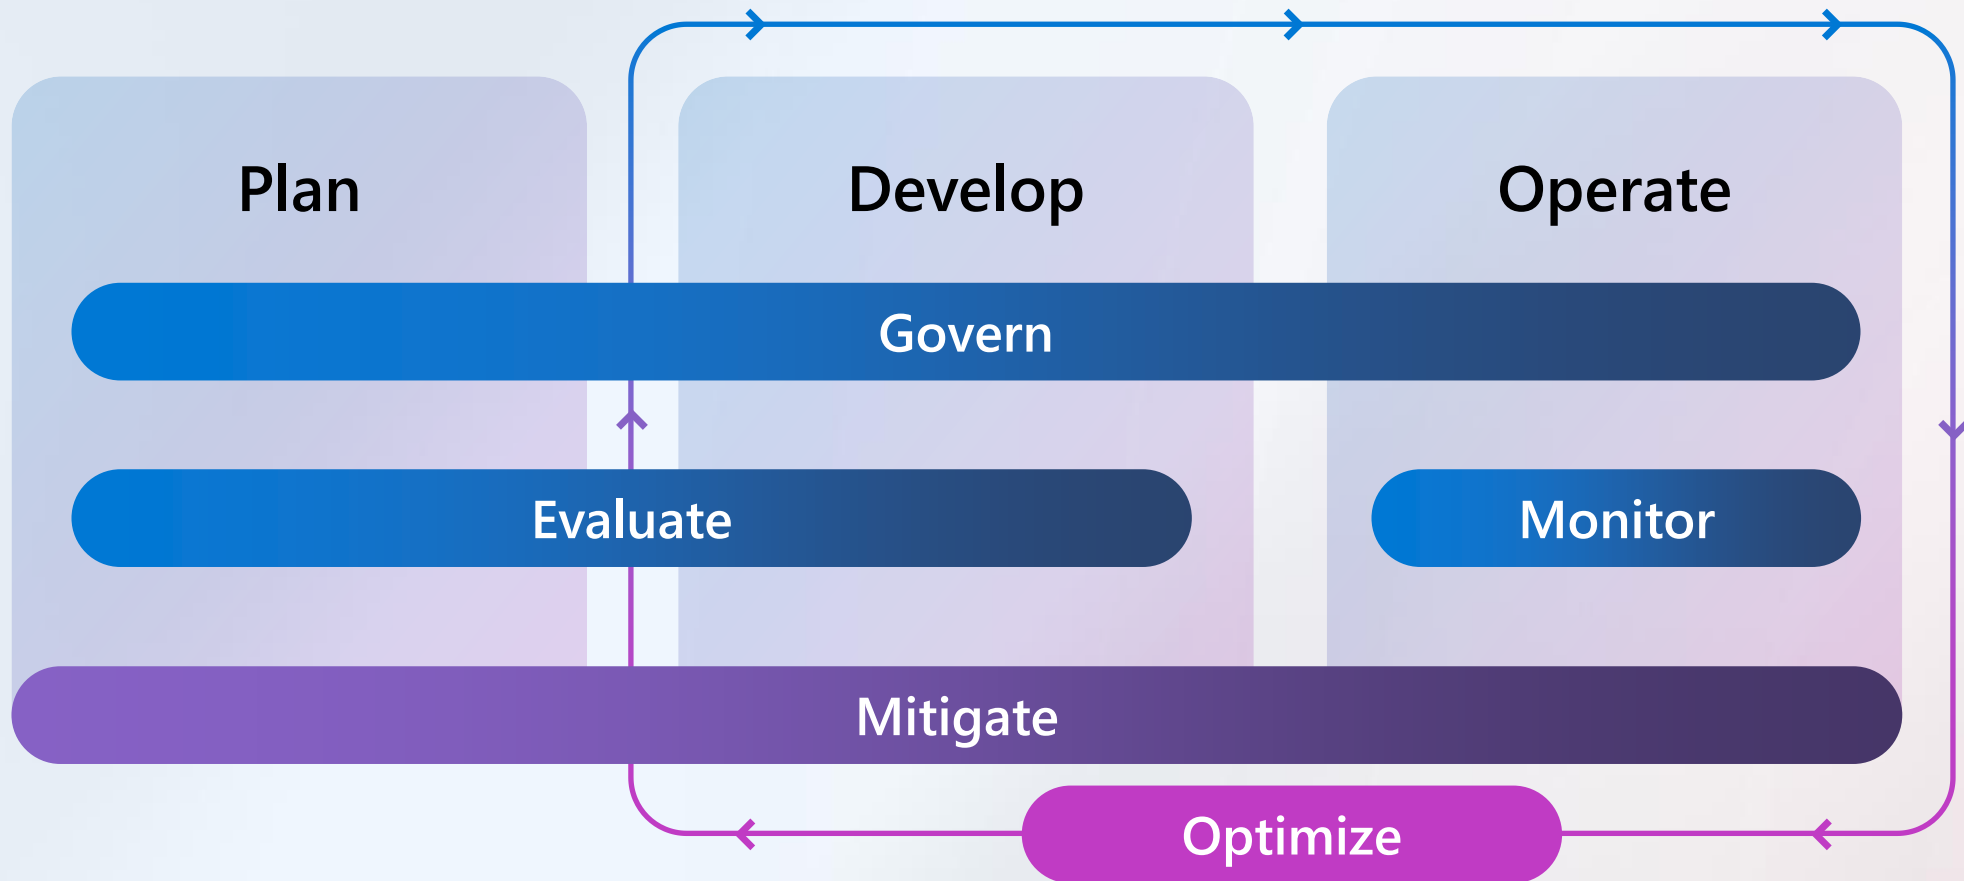 Plan
Develop
Operate
Govern
Evaluate
Monitor
Mitigate
Optimize